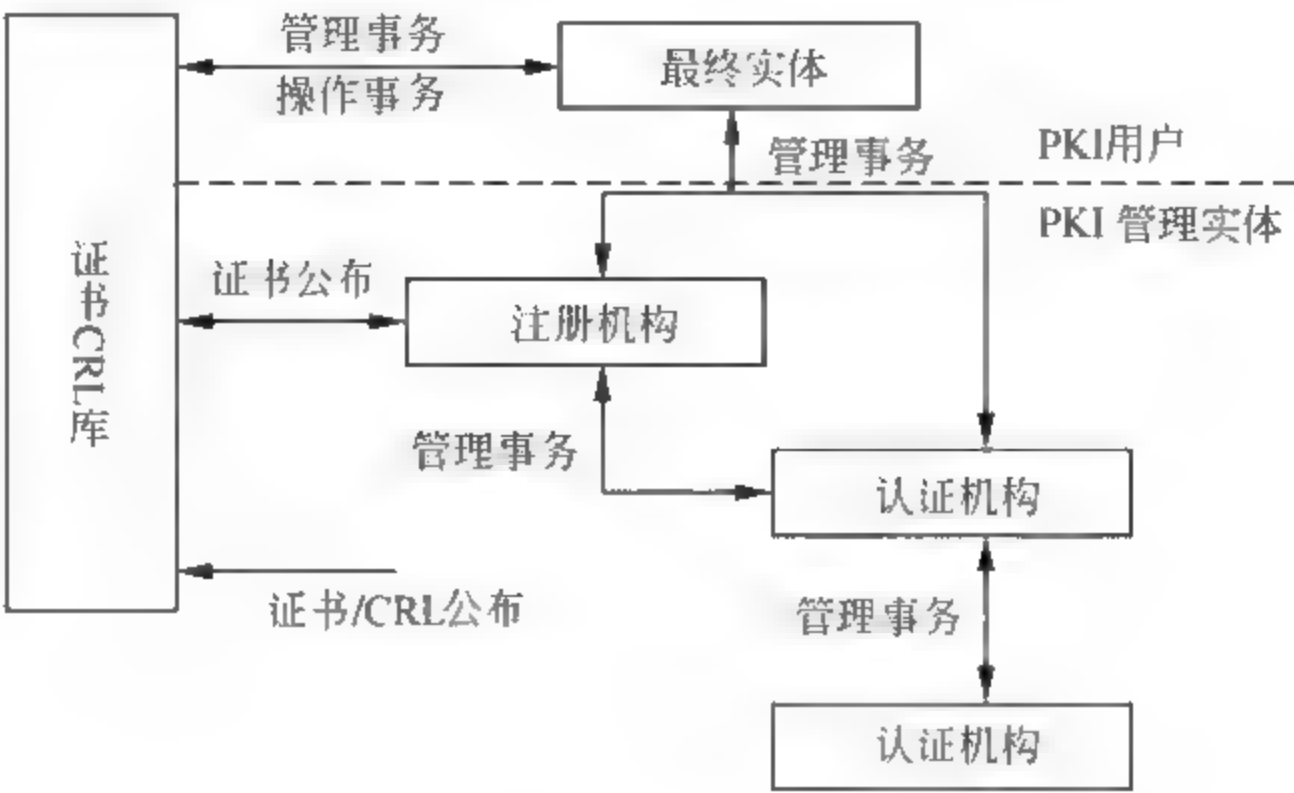 管理事务
操作事务
最终实体
管理事务
PKI用户
PKI 管理实体
证书CRL库
证书公布
注册机构
管理事务
认证机构
证书/CRL公布
管理事务
认证机构